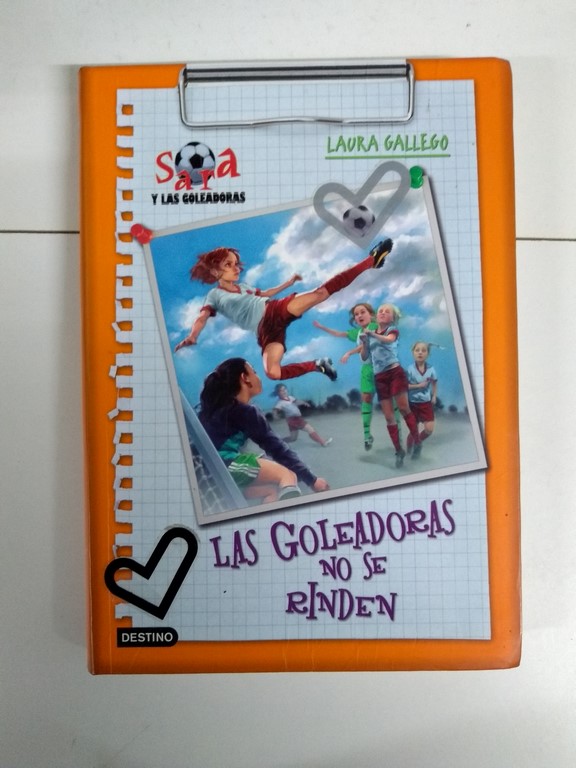 Sara
Y LAS GOLEADORAS
LAURA GALLEGO
LAS GOLEADORAS
NO SE
RINDEN
DESTINO